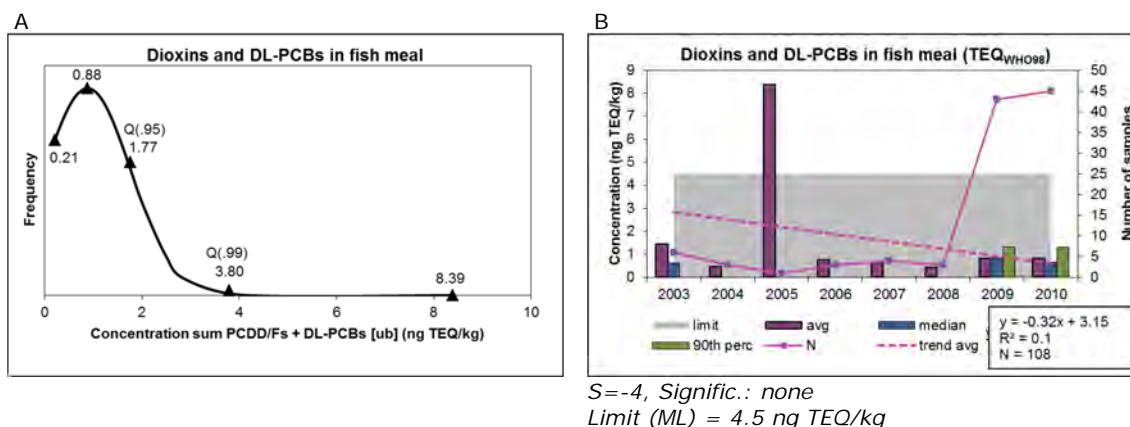 A
Dioxins and DL-PCBs in fish meal
0.88
Q(.95)
1.77
0.21
Q(.99)
3.80
8.39
Frequency
0 2 4 6 8 10
Concentration sum PCDD/Fs + DL-PCBs [ub] (ng TEQ/kg)
B
Dioxins and DL-PCBs in fish meal (TEQWHO98)
Concentration (ng TEQ/kg)
9
8
7
6
5
4
3
2
1
0
50
45
40
35
30
25
20
15
10
5
0
Number of samples
2003 2004 2005 2006 2007 2008 2009 2010
limit avg median
90th perc N trend avg
y = -0.32x + 3.15
R² = 0.1
N = 108
S=-4, Signific.: none
Limit (ML) = 4.5 ng TEQ/kg